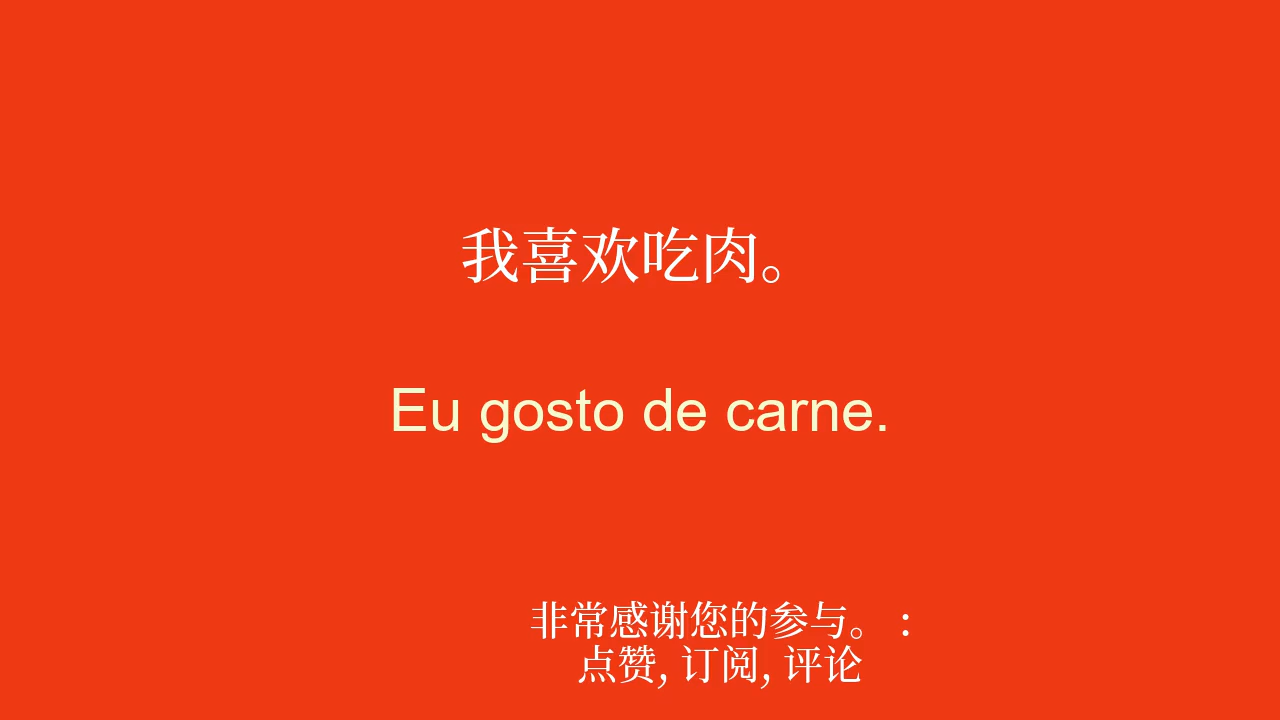 我喜欢吃肉。
Eu gosto de carne.
非常感谢您的参与。 :
点赞, 订阅, 评论